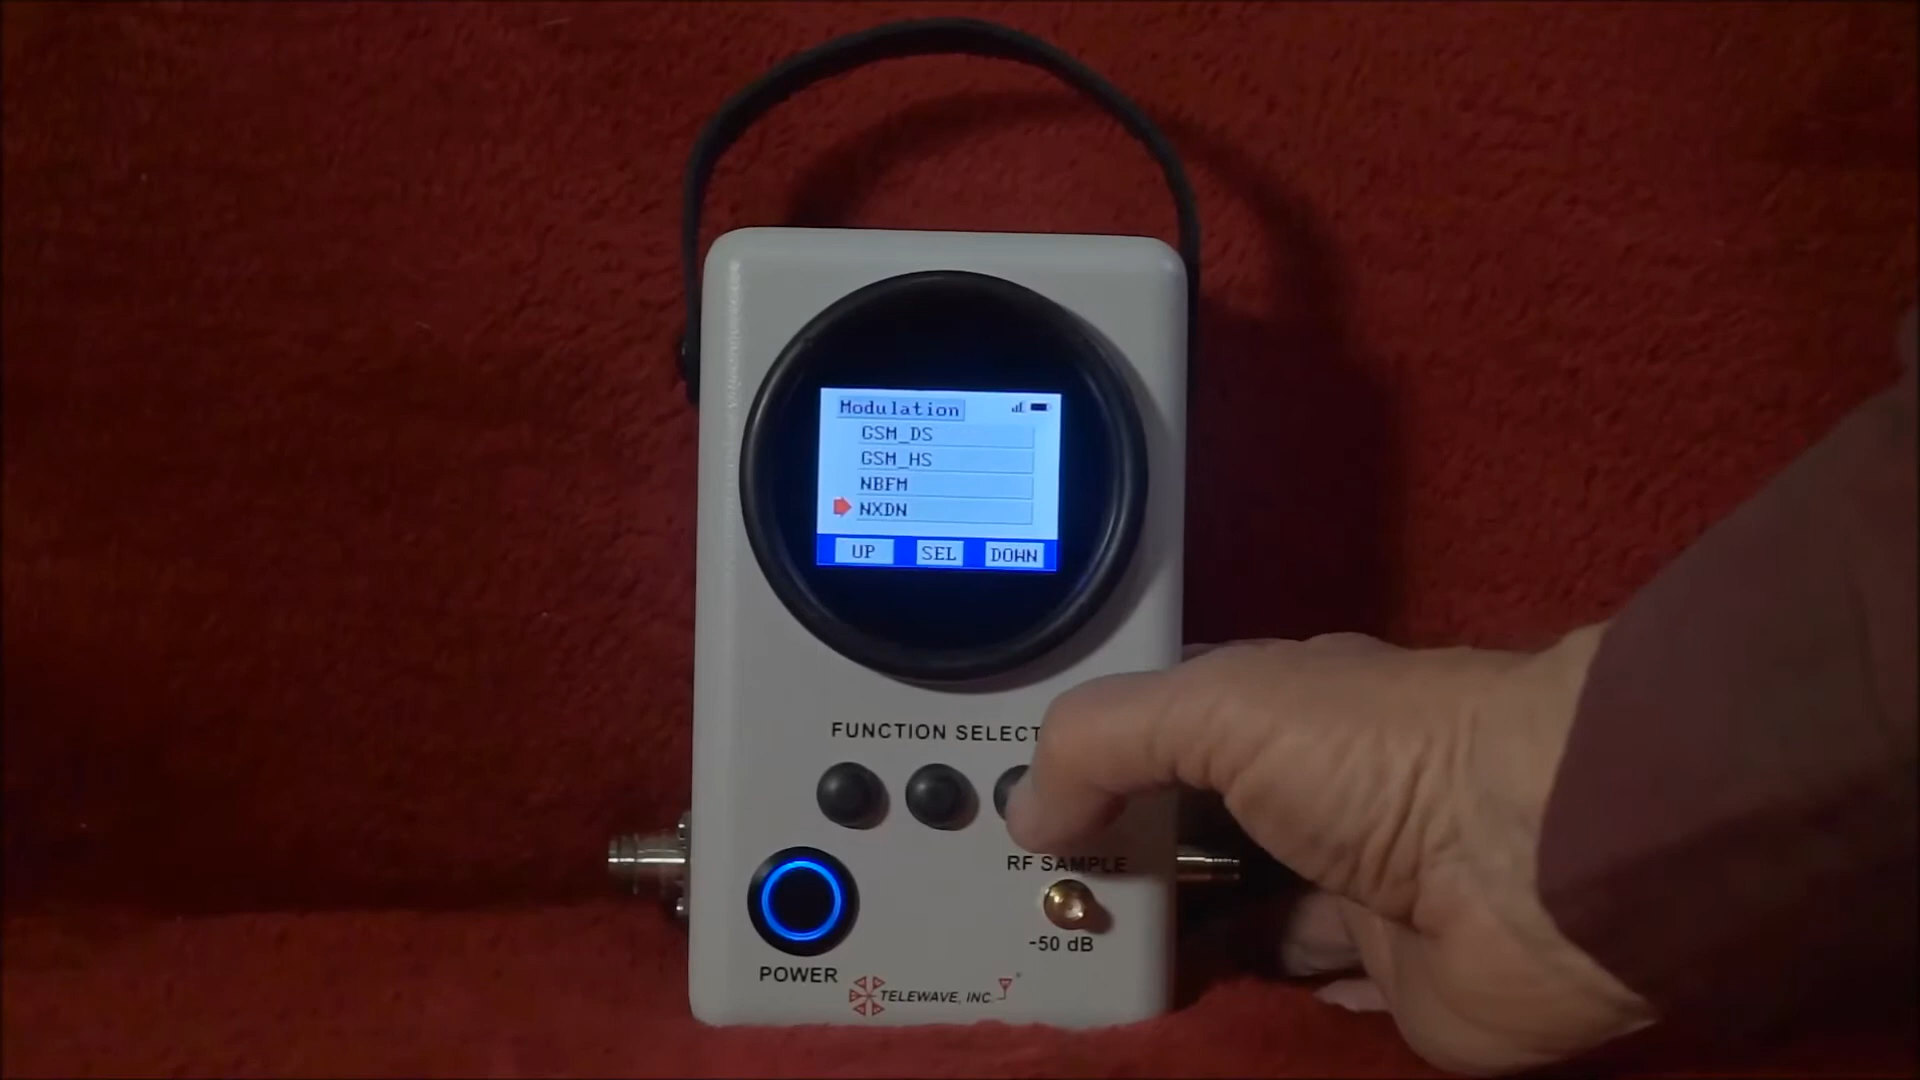 Modulation
GSM_DS
GSM_HS
NBFM
NXDN
UP SEL DOWN
FUNCTION SELECT
RF SAMPLE
-50 dB
POWER
TELEWAVE, INC.